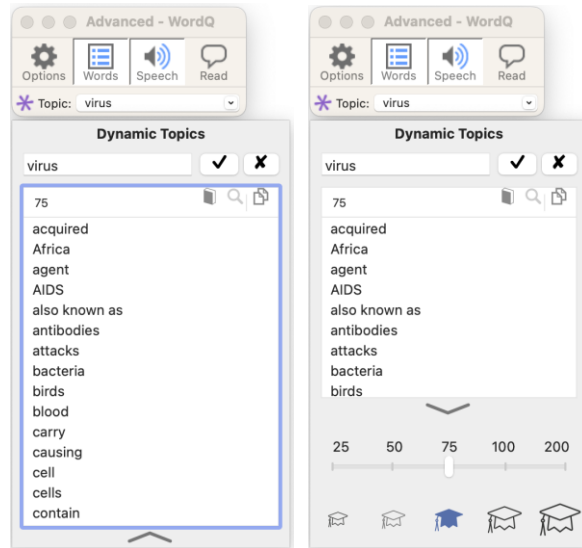 Advanced - WordQ
Options Words Speech Read
Topic: virus
Dynamic Topics
virus
75
acquired
Africa
agent
AIDS
also known as
antibodies
attacks
bacteria
birds
blood
carry
causing
cell
cells
contain
Advanced - WordQ
Options Words Speech Read
Topic: virus
Dynamic Topics
virus
75
acquired
Africa
agent
AIDS
also known as
antibodies
attacks
bacteria
birds
25 50 75 100 200